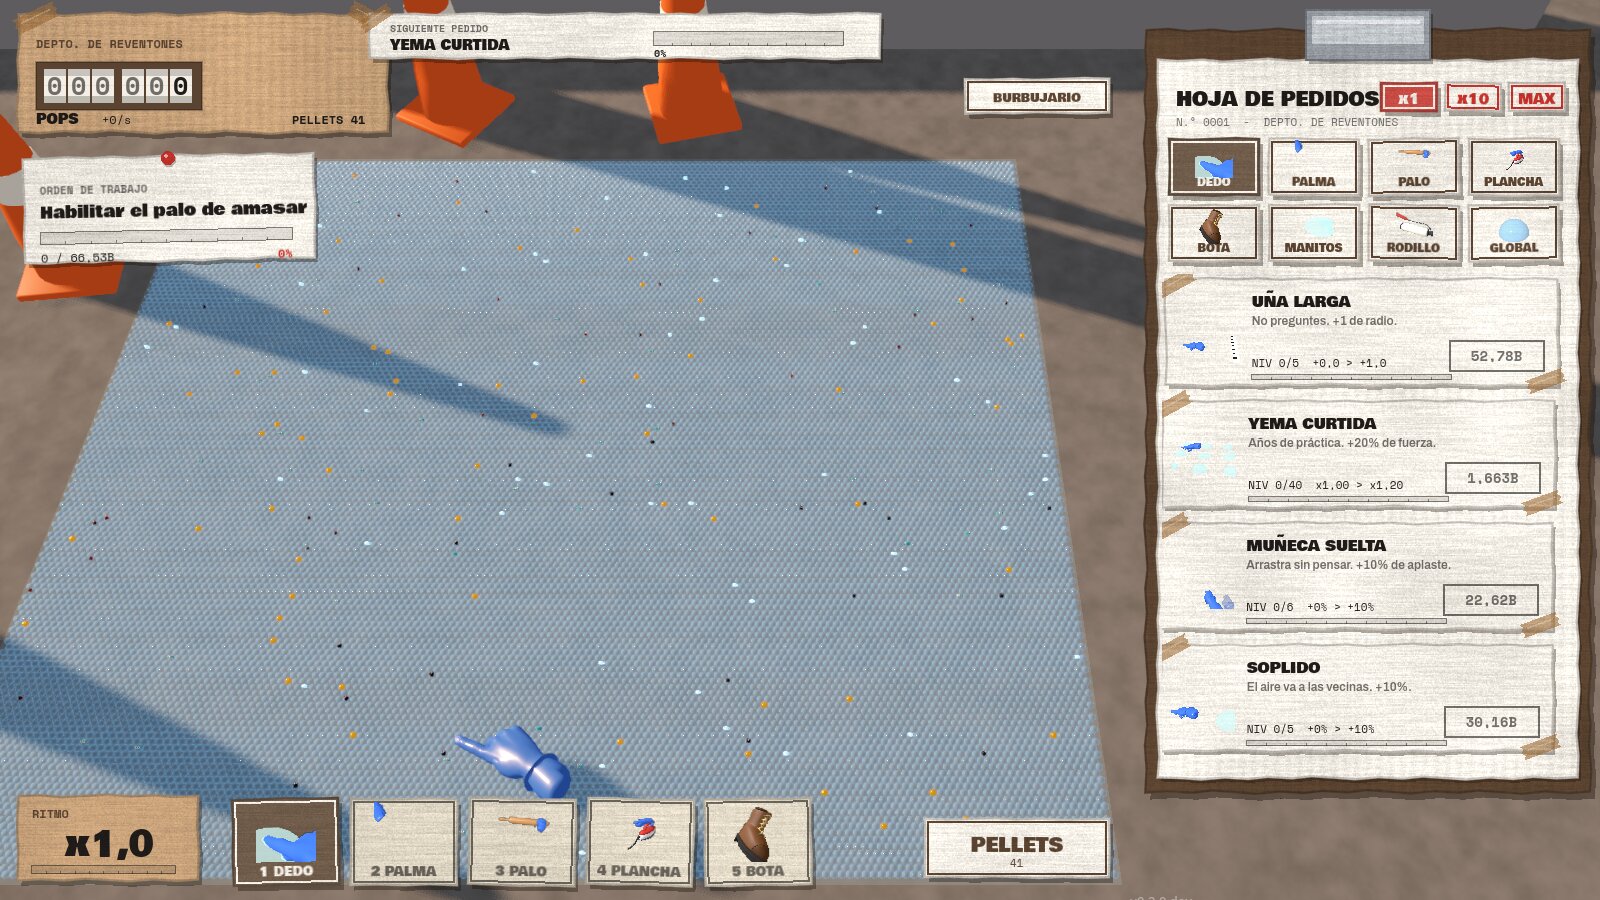 DEPTO. DE REVENTONES
000 000
POPS +0/s PELLETS 41
SIGUIENTE PEDIDO
YEMA CURTIDA
0%
BURBUJARIO
ORDEN DE TRABAJO
Habilitar el palo de amasar
0 / 66,53B 0%
HOJA DE PEDIDOS x1 x10 MAX
N.° 0001 - DEPTO. DE REVENTONES
DEDO PALMA PALO PLANCHA
BOTA MANITOS RODILLO GLOBAL
UÑA LARGA
No preguntes. +1 de radio.
NIV 0/5 +0,0 > +1,0 52,78B
YEMA CURTIDA
Años de práctica. +20% de fuerza.
NIV 0/40 x1,00 > x1,20 1,663B
MUÑECA SUELTA
Arrastra sin pensar. +10% de aplaste.
NIV 0/6 +0% > +10% 22,62B
SOPLIDO
El aire va a las vecinas. +10%.
NIV 0/5 +0% > +10% 30,16B
RITMO
x1,0
1 DEDO 2 PALMA 3 PALO 4 PLANCHA 5 BOTA
PELLETS
41